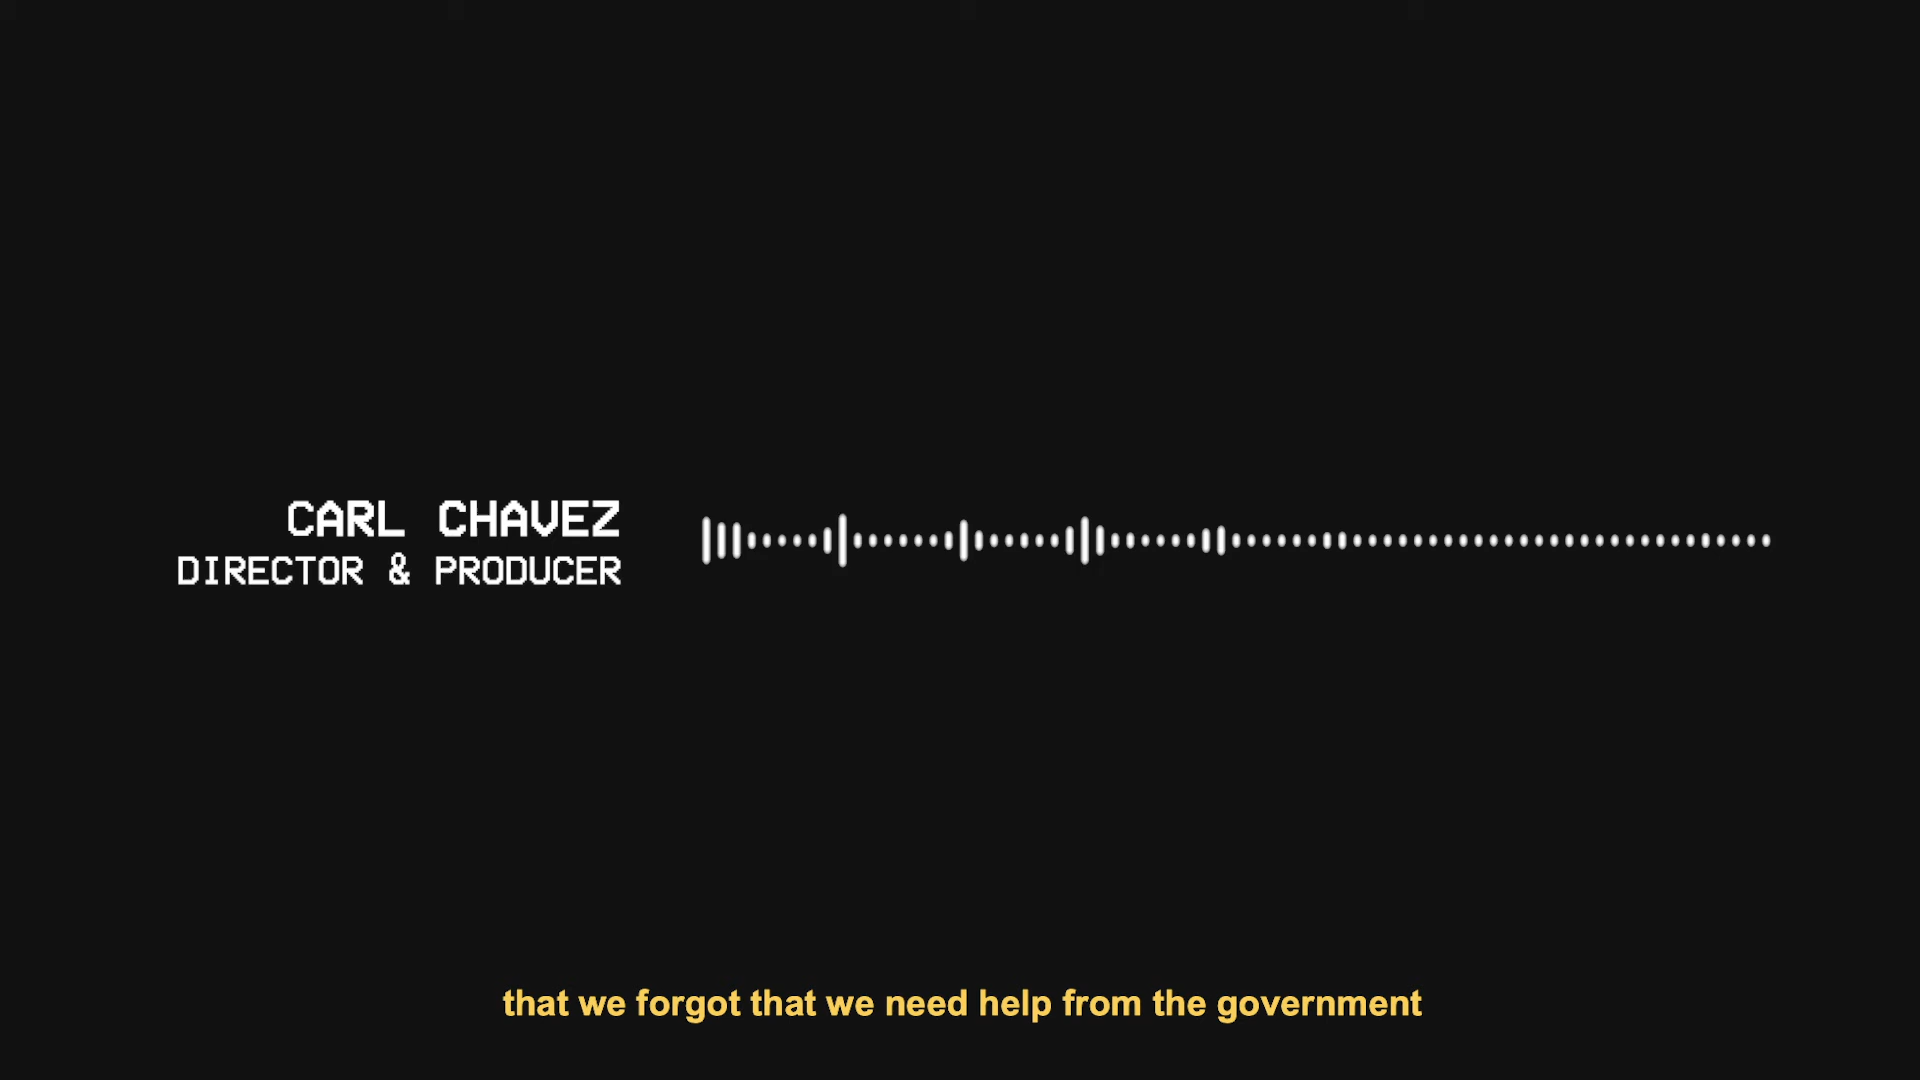 CARL CHAVEZ
DIRECTOR & PRODUCER
that we forgot that we need help from the government